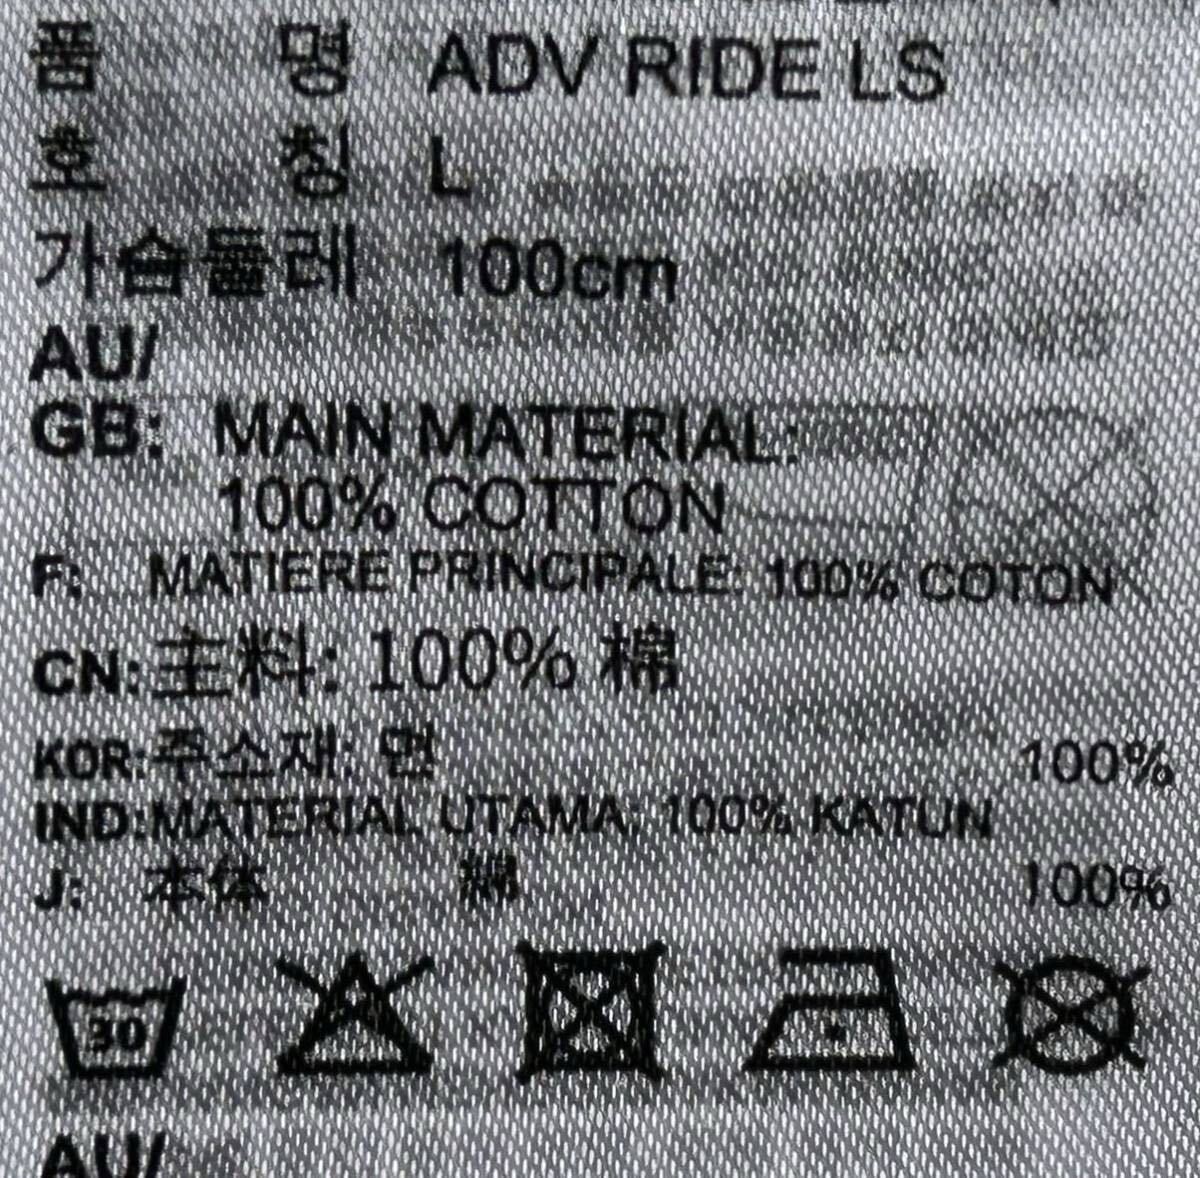 품 명 ADV RIDE LS
호 칭 L
가슴둘레 100cm
AU/
GB: MAIN MATERIAL:
100% COTTON
F: MATIERE PRINCIPALE: 100% COTON
CN: 主料: 100% 棉
KOR: 주소재: 면 100%
IND: MATERIAL UTAMA: 100% KATUN
J: 本体 綿 100%
30
AU/